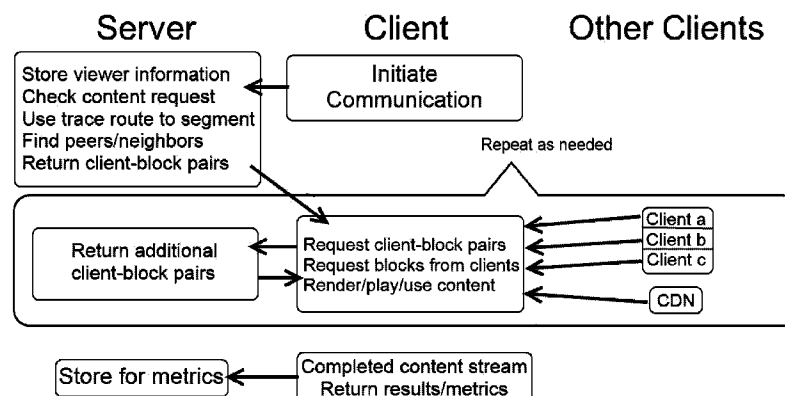 Server
Client
Other Clients
Store viewer information
Check content request
Use trace route to segment
Find peers/neighbors
Return client-block pairs
Initiate
Communication
Repeat as needed
Return additional
client-block pairs
Request client-block pairs
Request blocks from clients
Render/play/use content
Client a
Client b
Client c
CDN
Store for metrics
Completed content stream
Return results/metrics